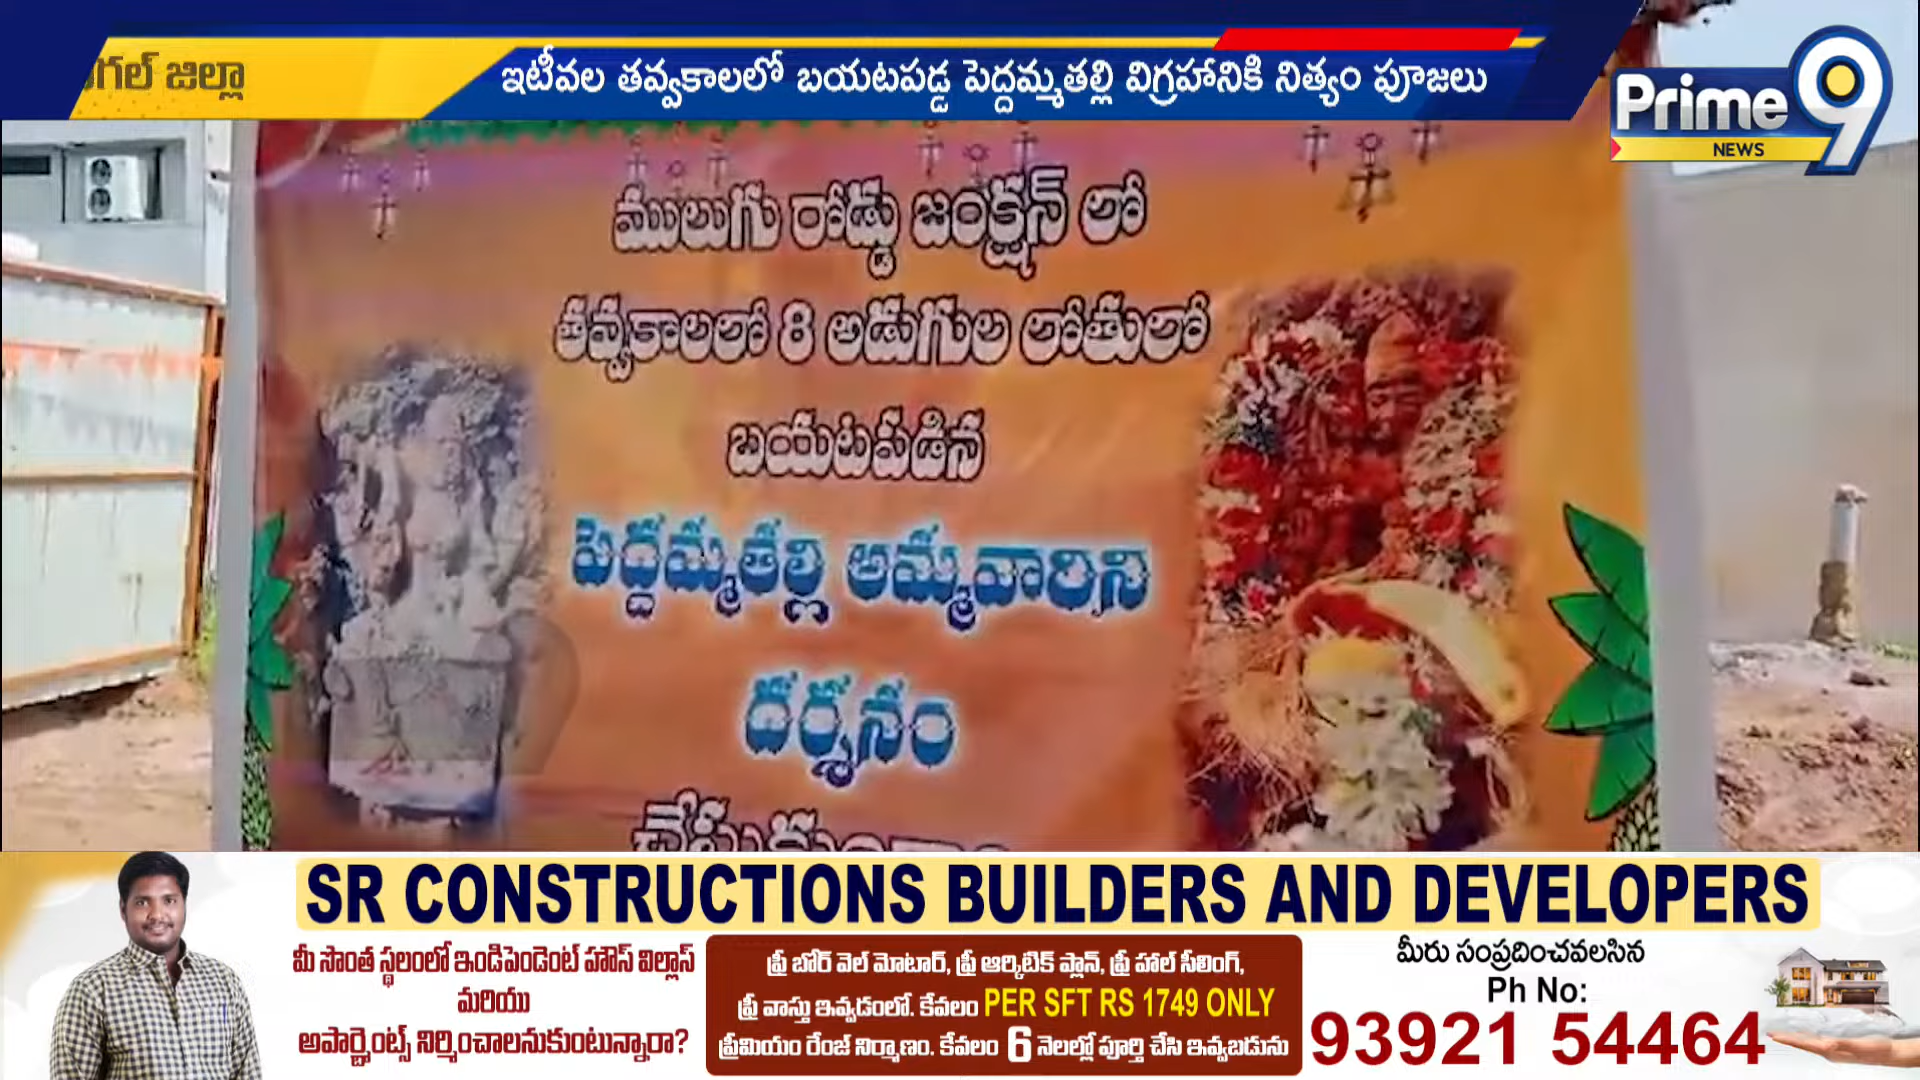 ఇటీవల తవ్వకాలలో బయటపడ్డ పెద్దమ్మతల్లి విగ్రహానికి నిత్యం పూజలు
జిల్లా
Prime 9
NEWS
ములుగు రోడ్డు జంక్షన్ లో
తవ్వకాలలో 8 అడుగుల లోతులో
బయటపడిన
పెద్దమ్మతల్లి అమ్మవారిని
దర్శనం
SR CONSTRUCTIONS BUILDERS AND DEVELOPERS
మీ సొంత స్థలంలో ఇండిపెండెంట్ హౌస్ విల్లాస్
మరియు
అపార్ట్మెంట్స్ నిర్మించాలనుకుంటున్నారా?
ఫ్రీ బోర్ వెల్ మోటార్, ఫ్రీ ఆర్కిటిక్ ప్లాన్, ఫ్రీ హాల్ సీలింగ్,
ఫ్రీ వాస్తు ఇవ్వడంలో. కేవలం PER SFT RS 1749 ONLY
ప్రీమియం రేంజ్ నిర్మాణం. కేవలం 6 నెలల్లో పూర్తి చేసి ఇవ్వబడును
మీరు సంప్రదించవలసిన
Ph No:
93921 54464